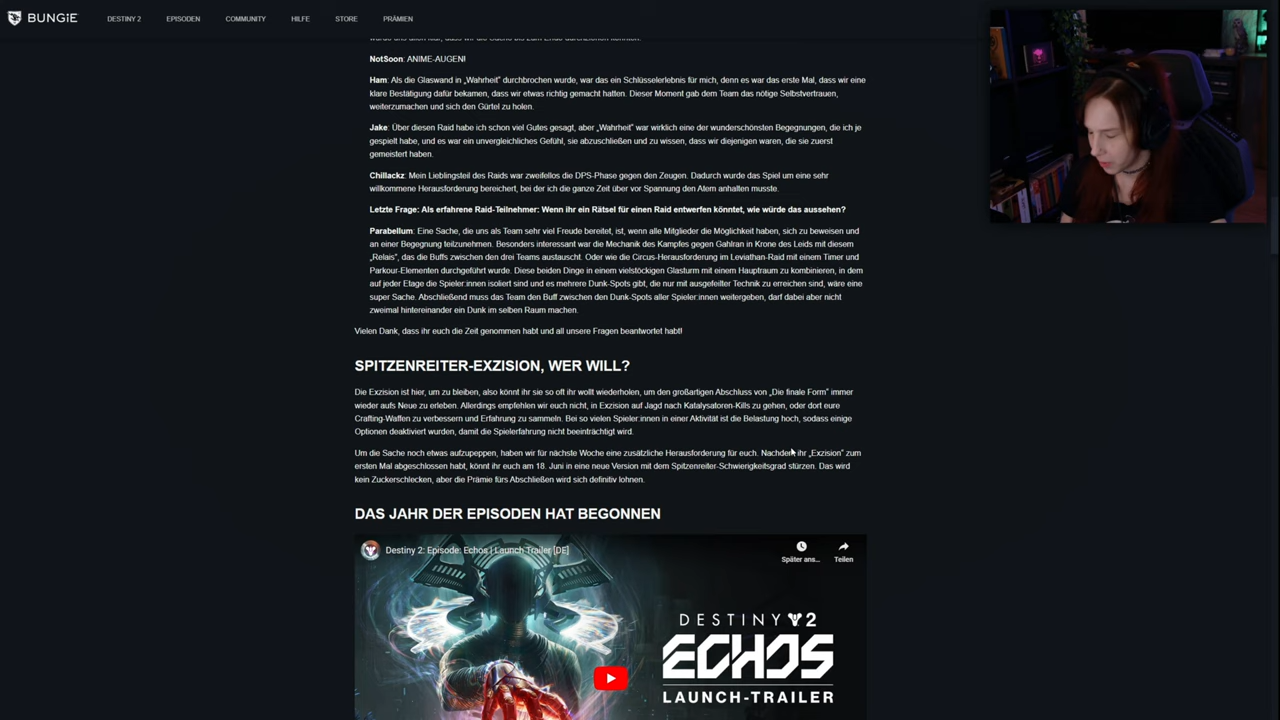 BUNGiE
DESTINY 2
EPISODEN
COMMUNITY
HILFE
STORE
PRÄMIEN
NotSoon: ANIME-AUGEN!
Ham: Als die Glaswand in „Wahrheit" durchbrochen wurde, war das ein Schlüsselerlebnis für mich, denn es war das erste Mal, dass wir eine
klare Bestätigung dafür bekamen, dass wir etwas richtig gemacht hatten. Dieser Moment gab dem Team das nötige Selbstvertrauen,
weiterzumachen und sich den Gürtel zu holen.
Jake: Über diesen Raid habe ich schon viel Gutes gesagt, aber „Wahrheit" war wirklich eine der wunderschönsten Begegnungen, die ich je
gespielt habe, und es war ein unvergleichliches Gefühl, sie abzuschließen und zu wissen, dass wir diejenigen waren, die sie zuerst
gemeistert haben.
Chillackz: Mein Lieblingsteil des Raids war zweifellos die DPS-Phase gegen den Zeugen. Dadurch wurde das Spiel um eine sehr
willkommene Herausforderung bereichert, bei der ich die ganze Zeit über vor Spannung den Atem anhalten musste.
Letzte Frage: Als erfahrene Raid-Teilnehmer: Wenn ihr ein Rätsel für einen Raid entwerfen könntet, wie würde das aussehen?
Parabellum: Eine Sache, die uns als Team sehr viel Freude bereitet, ist, wenn alle Mitglieder die Möglichkeit haben, sich zu beweisen und
an einer Begegnung teilzunehmen. Besonders interessant war die Mechanik des Kampfes gegen Gahlran in Krone des Leids mit diesem
„Relais", das die Buffs zwischen den drei Teams austauscht. Oder wie die Circus-Herausforderung im Leviathan-Raid mit einem Timer und
Parkour-Elementen durchgeführt wurde. Diese beiden Dinge in einem vielstöckigen Glasturm mit einem Hauptraum zu kombinieren, in dem
auf jeder Etage die Spieler:innen isoliert sind und es mehrere Dunk-Spots gibt, die nur mit ausgefeilter Technik zu erreichen sind, wäre eine
super Sache. Abschließend muss das Team den Buff zwischen den Dunk-Spots aller Spieler:innen weitergeben, darf dabei aber nicht
zweimal hintereinander ein Dunk im selben Raum machen.
Vielen Dank, dass ihr euch die Zeit genommen habt und all unsere Fragen beantwortet habt!
SPITZENREITER-EXZISION, WER WILL?
Die Exzision ist hier, um zu bleiben, also könnt ihr sie so oft ihr wollt wiederholen, um den großartigen Abschluss von „Die finale Form" immer
wieder aufs Neue zu erleben. Allerdings empfehlen wir euch nicht, in Exzision auf Jagd nach Katalysatoren-Kills zu gehen, oder dort eure
Crafting-Waffen zu verbessern und Erfahrung zu sammeln. Bei so vielen Spieler:innen in einer Aktivität ist die Belastung hoch, sodass einige
Optionen deaktiviert wurden, damit die Spielerfahrung nicht beeinträchtigt wird.
Um die Sache noch etwas aufzupeppen, haben wir für nächste Woche eine zusätzliche Herausforderung für euch. Nachdem ihr „Exzision" zum
ersten Mal abgeschlossen habt, könnt ihr euch am 18. Juni in eine neue Version mit dem Spitzenreiter-Schwierigkeitsgrad stürzen. Das wird
kein Zuckerschlecken, aber die Prämie fürs Abschließen wird sich definitiv lohnen.
DAS JAHR DER EPISODEN HAT BEGONNEN
Destiny 2: Episode: Echos | Launch Trailer [DE]
Später ans...
Teilen
DESTINY 2
ECHOS
LAUNCH-TRAILER